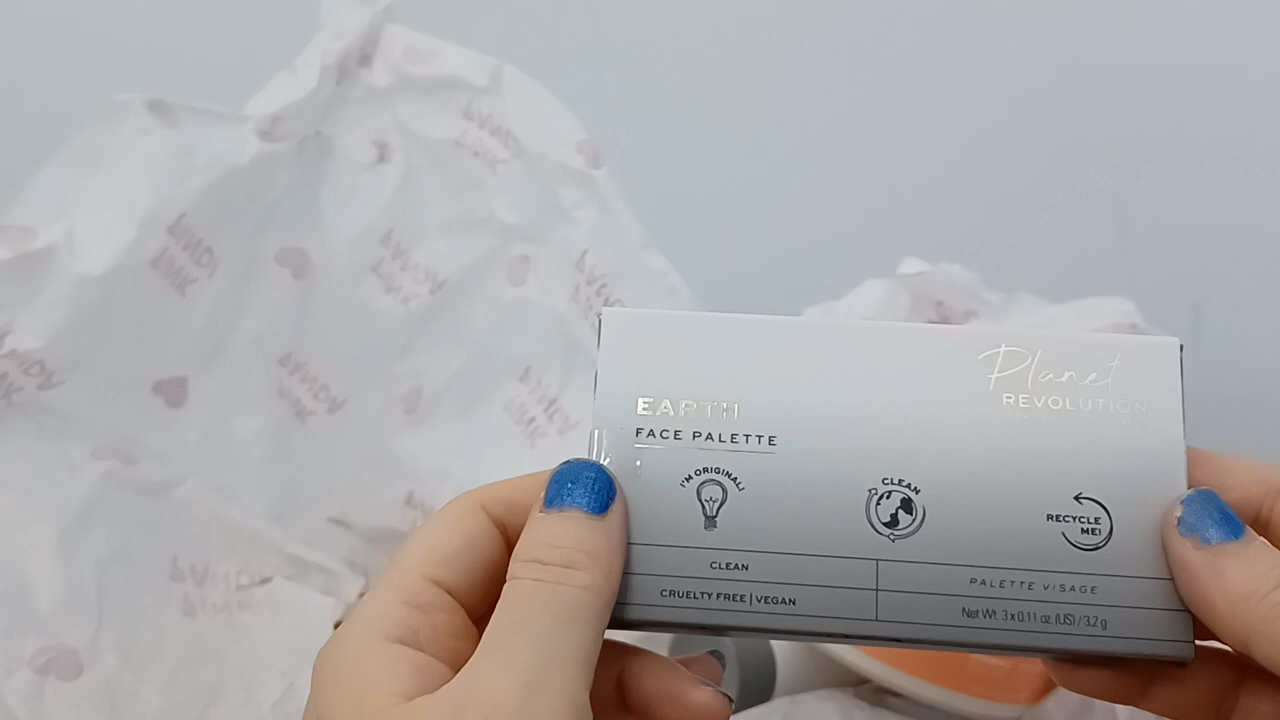 Planet
REVOLUTION
EARTH
FACE PALETTE
I'M ORIGINAL!
CLEAN
RECYCLE
ME!
CLEAN
CRUELTY FREE | VEGAN
PALETTE VISAGE
Net Wt. 3 x 0.11 oz. (US) / 3.2 g